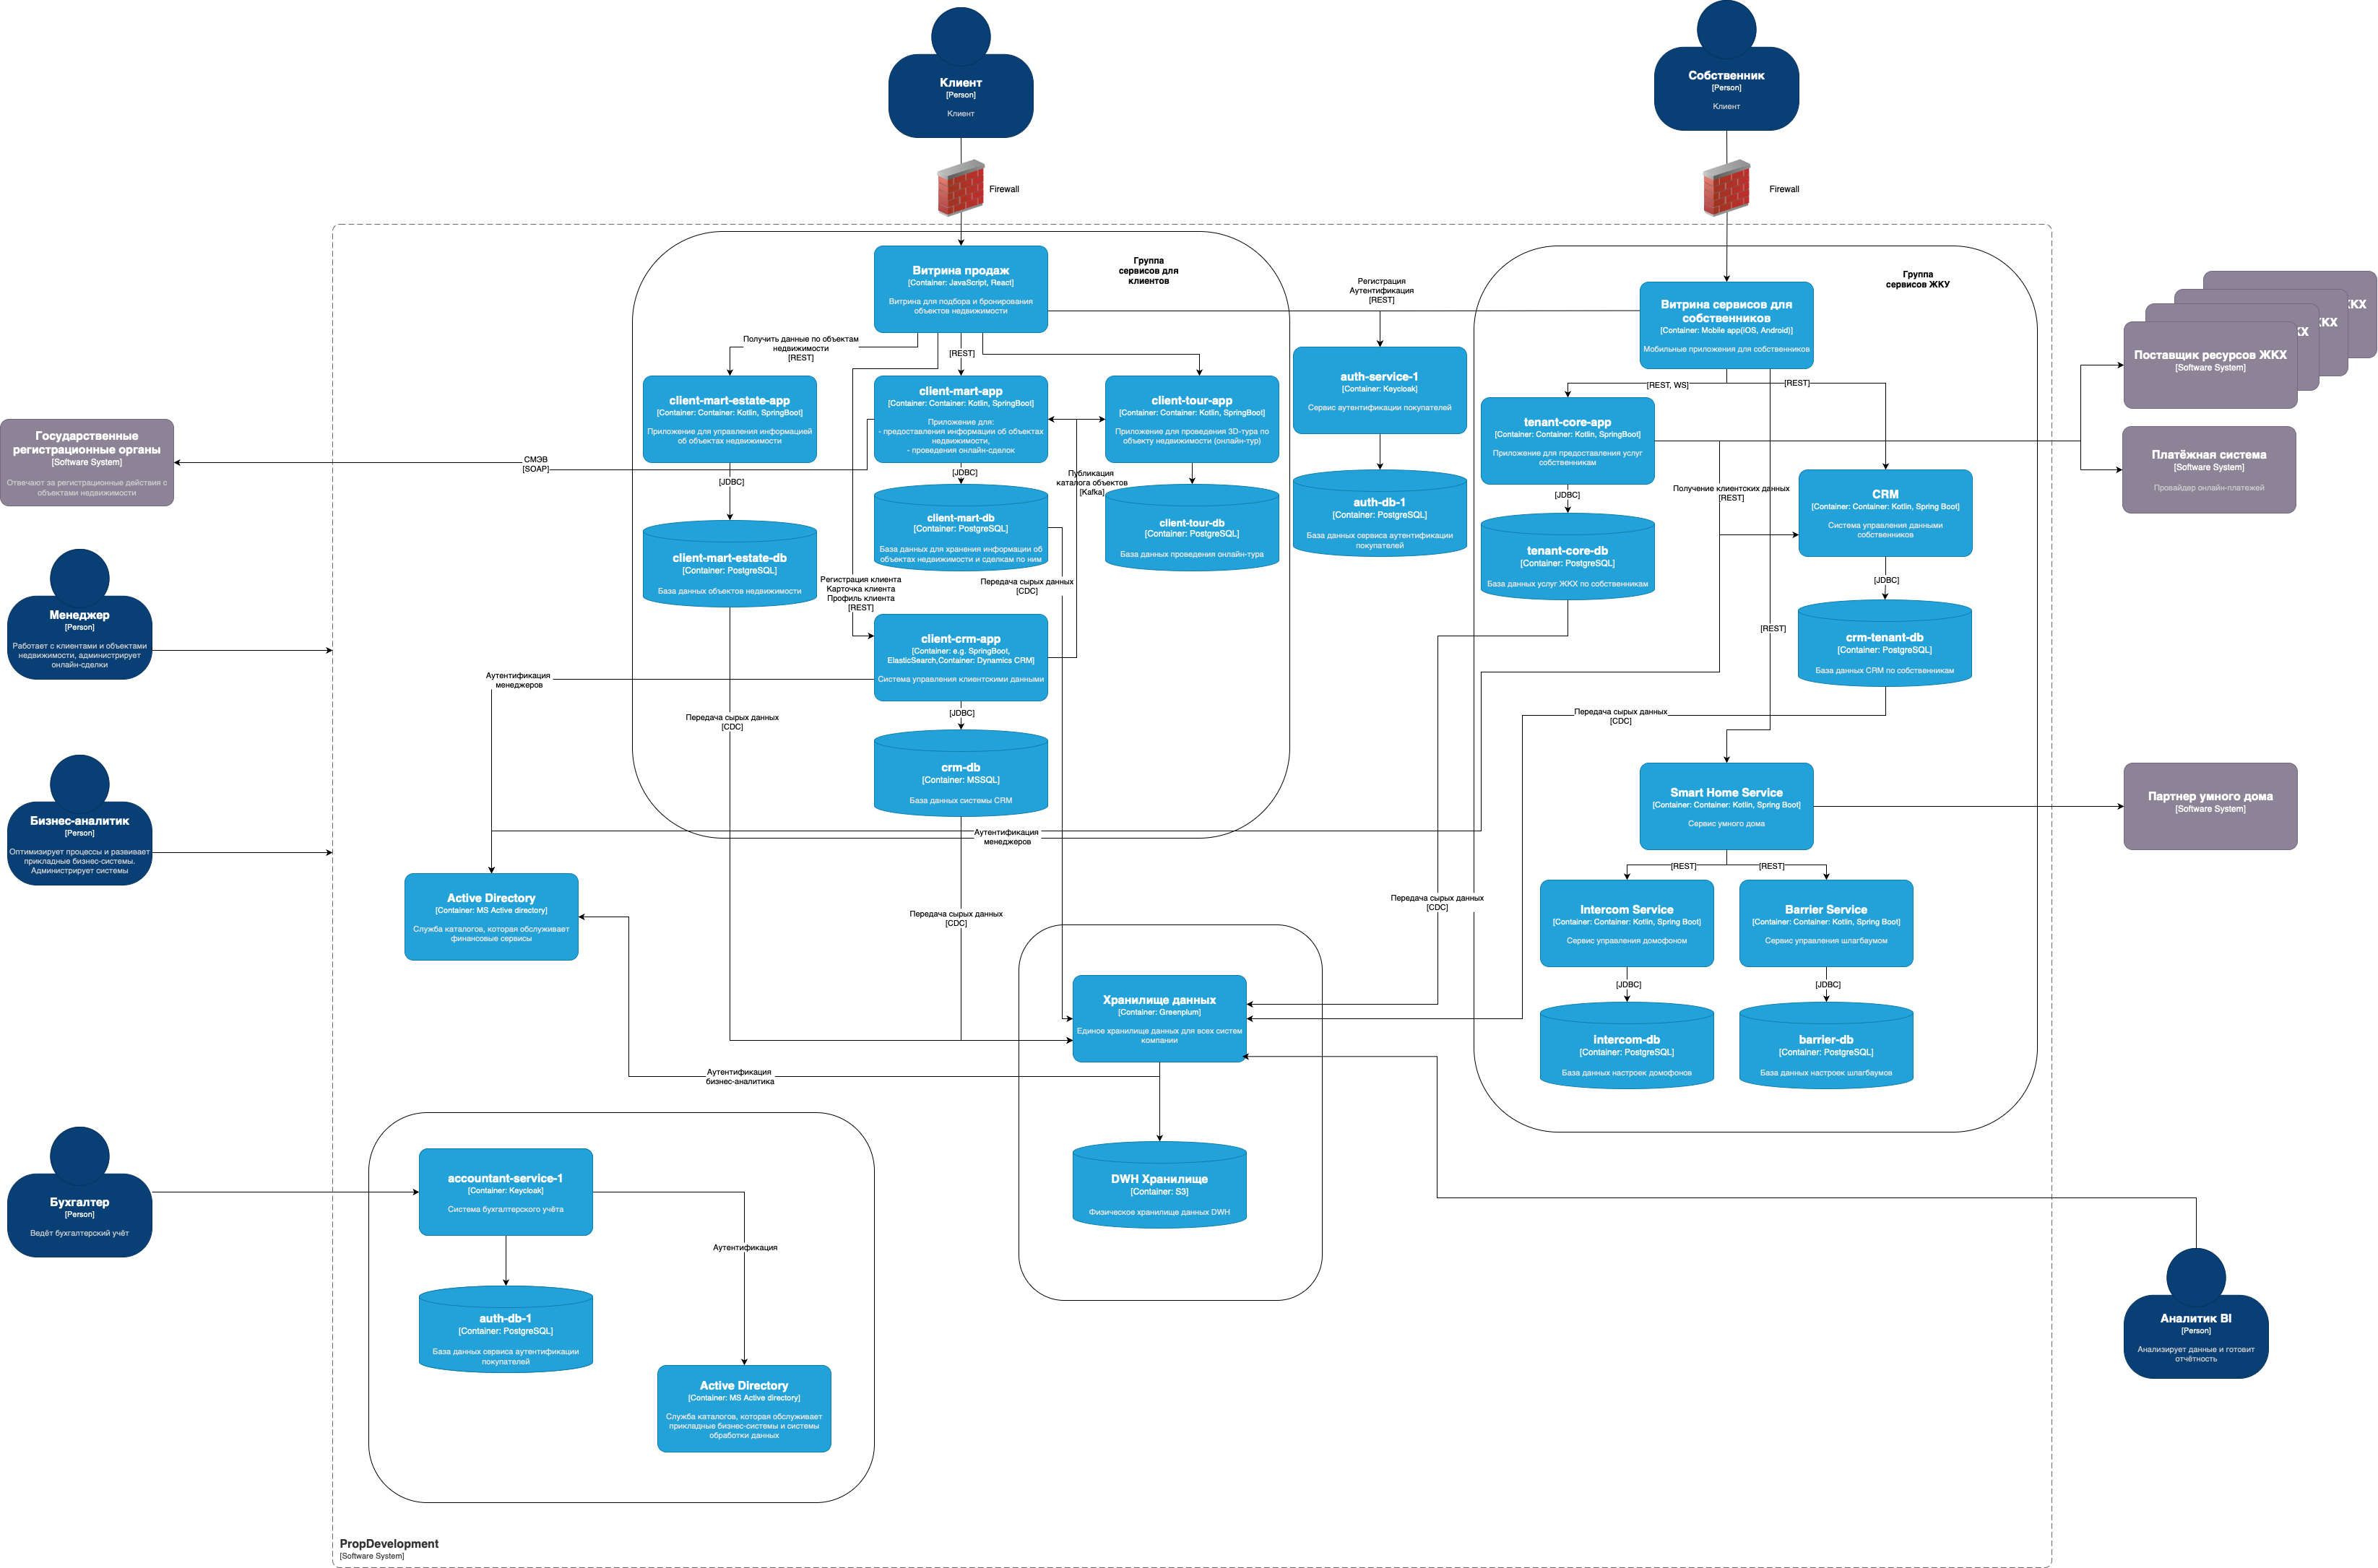 Клиент
[Person]
Клиент
Собственник
[Person]
Клиент
Firewall
Firewall
Витрина продаж
[Container: JavaScript, React]
Витрина для подбора и бронирования
объектов недвижимости
Группа
сервисов для
клиентов
Регистрация
Аутентификация
[REST]
Группа
сервисов ЖКУ
Витрина сервисов для
собственников
[Container: Mobile app(iOS, Android)]
Мобильные приложения для собственников
ЖКХ
ЖКХ
КХ
Поставщик ресурсов ЖКХ
[Software System]
Получить данные по объектам
недвижимости
[REST]
[REST]
[REST, WS]
[REST]
client-mart-estate-app
[Container: Container: Kotlin, SpringBoot]
Приложение для управления информацией
об объектах недвижимости
client-mart-app
[Container: Container: Kotlin, SpringBoot]
Приложение для:
- предоставления информации об объектах
недвижимости,
- проведения онлайн-сделок
client-tour-app
[Container: Container: Kotlin, SpringBoot]
Приложение для проведения 3D-тура по
объекту недвижимости (онлайн-тур)
auth-service-1
[Container: Keycloak]
Сервис аутентификации покупателей
tenant-core-app
[Container: Container: Kotlin, SpringBoot]
Приложение для предоставления услуг
собственникам
Государственные
регистрационные органы
[Software System]
Отвечают за регистрационные действия с
объектами недвижимости
СМЭВ
[SOAP]
Платёжная система
[Software System]
Провайдер онлайн-платежей
[JDBC]
[JDBC]
Публикация
каталога объектов
[Kafka]
[JDBC]
Получение клиентских данных
[REST]
CRM
[Container: Container: Kotlin, Spring Boot]
Система управления данными
собственников
client-mart-estate-db
[Container: PostgreSQL]
База данных объектов недвижимости
client-mart-db
[Container: PostgreSQL]
База данных для хранения информации об
объектах недвижимости и сделкам по ним
client-tour-db
[Container: PostgreSQL]
База данных проведения онлайн-тура
auth-db-1
[Container: PostgreSQL]
База данных сервиса аутентификации
покупателей
tenant-core-db
[Container: PostgreSQL]
База данных услуг ЖКХ по собственникам
[JDBC]
Регистрация клиента
Карточка клиента
Профиль клиента
[REST]
Передача сырых данных
[CDC]
Менеджер
[Person]
Работает с клиентами и объектами
недвижимости, администрирует
онлайн-сделки
client-crm-app
[Container: e.g. SpringBoot,
ElasticSearch,Container: Dynamics CRM]
Система управления клиентскими данными
[REST]
crm-tenant-db
[Container: PostgreSQL]
База данных CRM по собственникам
Аутентификация
менеджеров
Передача сырых данных
[CDC]
[JDBC]
Передача сырых данных
[CDC]
crm-db
[Container: MSSQL]
База данных системы CRM
Бизнес-аналитик
[Person]
Оптимизирует процессы и развивает
прикладные бизнес-системы.
Администрирует системы
Smart Home Service
[Container: Container: Kotlin, Spring Boot]
Сервис умного дома
Партнер умного дома
[Software System]
Аутентификация
менеджеров
[REST]
[REST]
Active Directory
[Container: MS Active directory]
Служба каталогов, которая обслуживает
финансовые сервисы
Передача сырых данных
[CDC]
Передача сырых данных
[CDC]
Intercom Service
[Container: Container: Kotlin, Spring Boot]
Сервис управления домофоном
Barrier Service
[Container: Container: Kotlin, Spring Boot]
Сервис управления шлагбаумом
[JDBC]
[JDBC]
Хранилище данных
[Container: Greenplum]
Единое хранилище данных для всех систем
компании
intercom-db
[Container: PostgreSQL]
База данных настроек домофонов
barrier-db
[Container: PostgreSQL]
База данных настроек шлагбаумов
Аутентификация
бизнес-аналитика
accountant-service-1
[Container: Keycloak]
Система бухгалтерского учёта
DWH Хранилище
[Container: S3]
Физическое хранилище данных DWH
Бухгалтер
[Person]
Ведёт бухгалтерский учёт
Аутентификация
auth-db-1
[Container: PostgreSQL]
База данных сервиса аутентификации
покупателей
Аналитик BI
[Person]
Анализирует данные и готовит
отчётность
Active Directory
[Container: MS Active directory]
Служба каталогов, которая обслуживает
прикладные бизнес-системы и системы
обработки данных
PropDevelopment
[Software System]